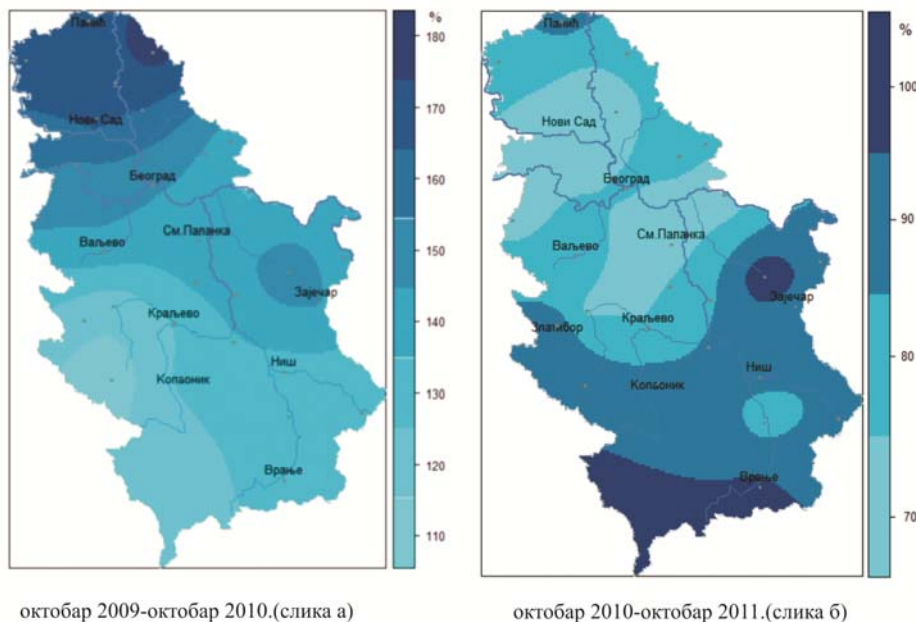 %
180
170
160
150
140
130
120
110
Палић
Нови Сад
Београд
Ваљево
См.Паланка
Зајечар
Краљево
Ниш
Копаоник
Врање
октобар 2009-октобар 2010.(слика а)
%
100
90
80
70
Палић
Нови Сад
Београд
См.Паланка
Ваљево
Зајечар
Златибор
Краљево
Ниш
Копаоник
Врање
октобар 2010-октобар 2011.(слика б)